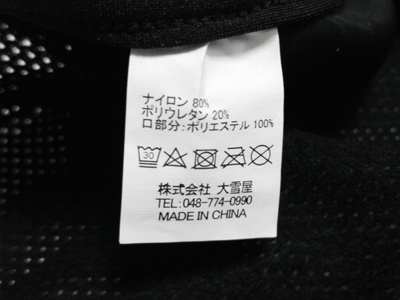 ナイロン 80%
ポリウレタン 20%
口部分：ポリエステル 100%
30
株式会社 大雪屋
TEL: 048-774-0990
MADE IN CHINA